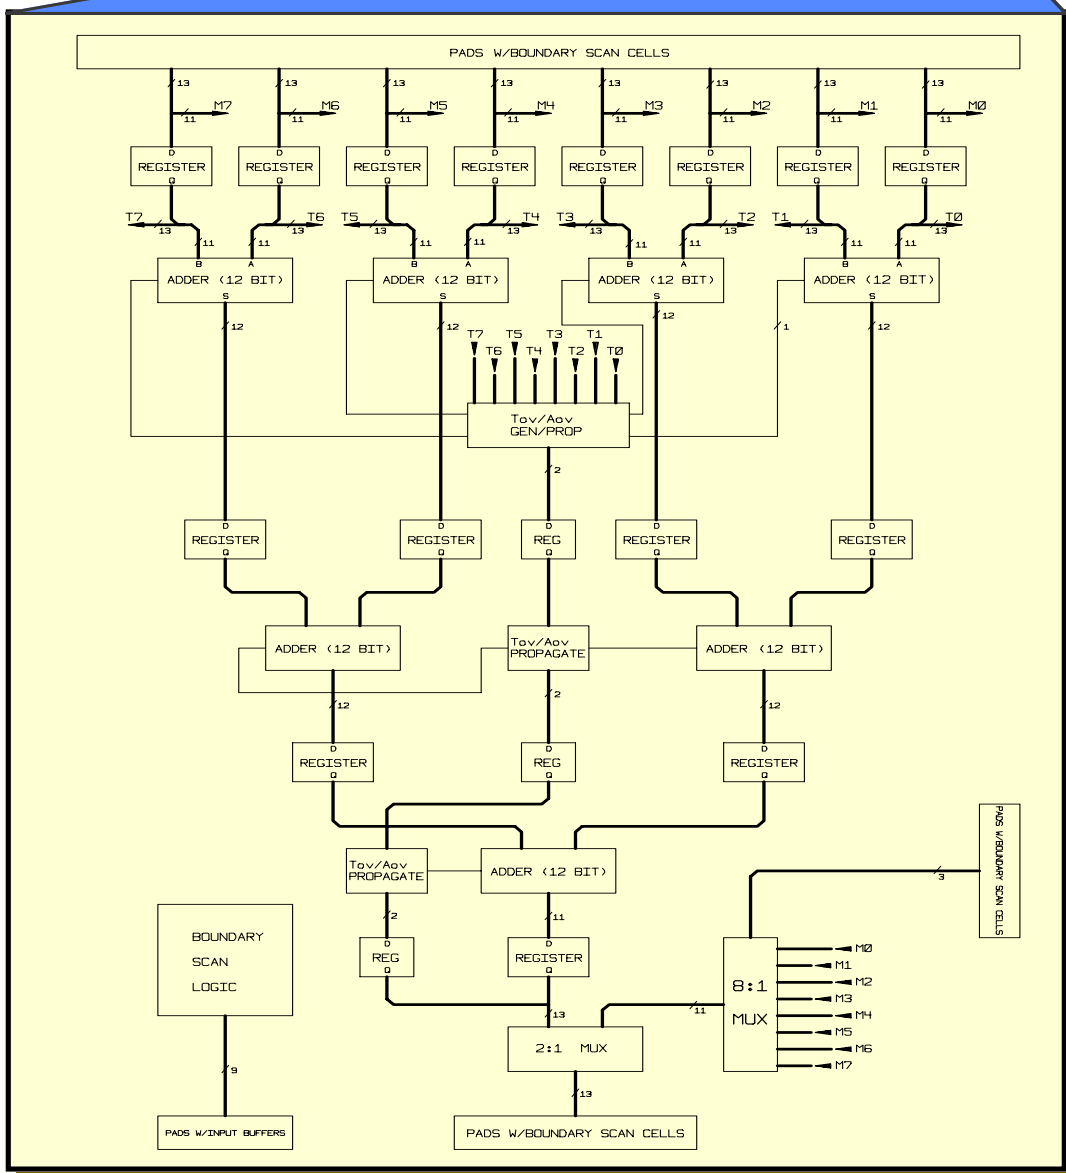 PADS W/BOUNDARY SCAN CELLS
13 13 13 13 13 13 13 13
M7 M6 M5 M4 M3 M2 M1 M0
11 11 11 11 11 11 11 11
D D D D D D D D
REGISTER REGISTER REGISTER REGISTER REGISTER REGISTER REGISTER REGISTER
Q Q Q Q Q Q Q Q
T7 T6 T5 T4 T3 T2 T1 T0
13 13 13 13 13 13 13 13
11 11 11 11 11 11 11 11
B A B A B A B A
ADDER (12 BIT) ADDER (12 BIT) ADDER (12 BIT) ADDER (12 BIT)
S S S S
12 12 12 1 12
T7 T5 T3 T1
T6 T4 T2 T0
Tov/Aov
GEN/PROP
2
D D D D D
REGISTER REGISTER REG REGISTER REGISTER
Q Q Q Q Q
ADDER (12 BIT) Tov/Aov ADDER (12 BIT)
PROPAGATE
12 2 12
D D D
REGISTER REG REGISTER
Q Q Q
PADS W/BOUNDARY SCAN CELLS
Tov/Aov
PROPAGATE
ADDER (12 BIT)
3
2 11
BOUNDARY
SCAN
LOGIC
D D
REG REGISTER
Q Q
8:1
MUX
M0
M1
M2
M3
M4
M5
M6
M7
13 11
2:1 MUX
9
13
PADS W/INPUT BUFFERS
PADS W/BOUNDARY SCAN CELLS